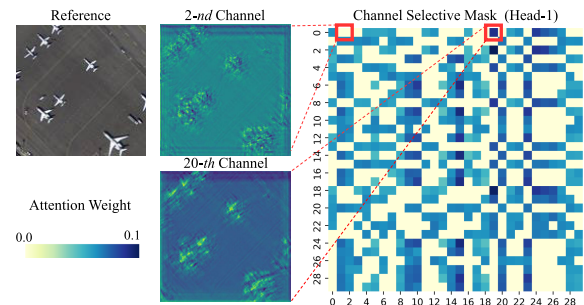 Reference
2-nd Channel
Channel Selective Mask (Head-1)
0 2 4 6 8 10 12 14 16 18 20 22 24 26 28
20-th Channel
Attention Weight
0.0 0.1
0 2 4 6 8 10 12 14 16 18 20 22 24 26 28